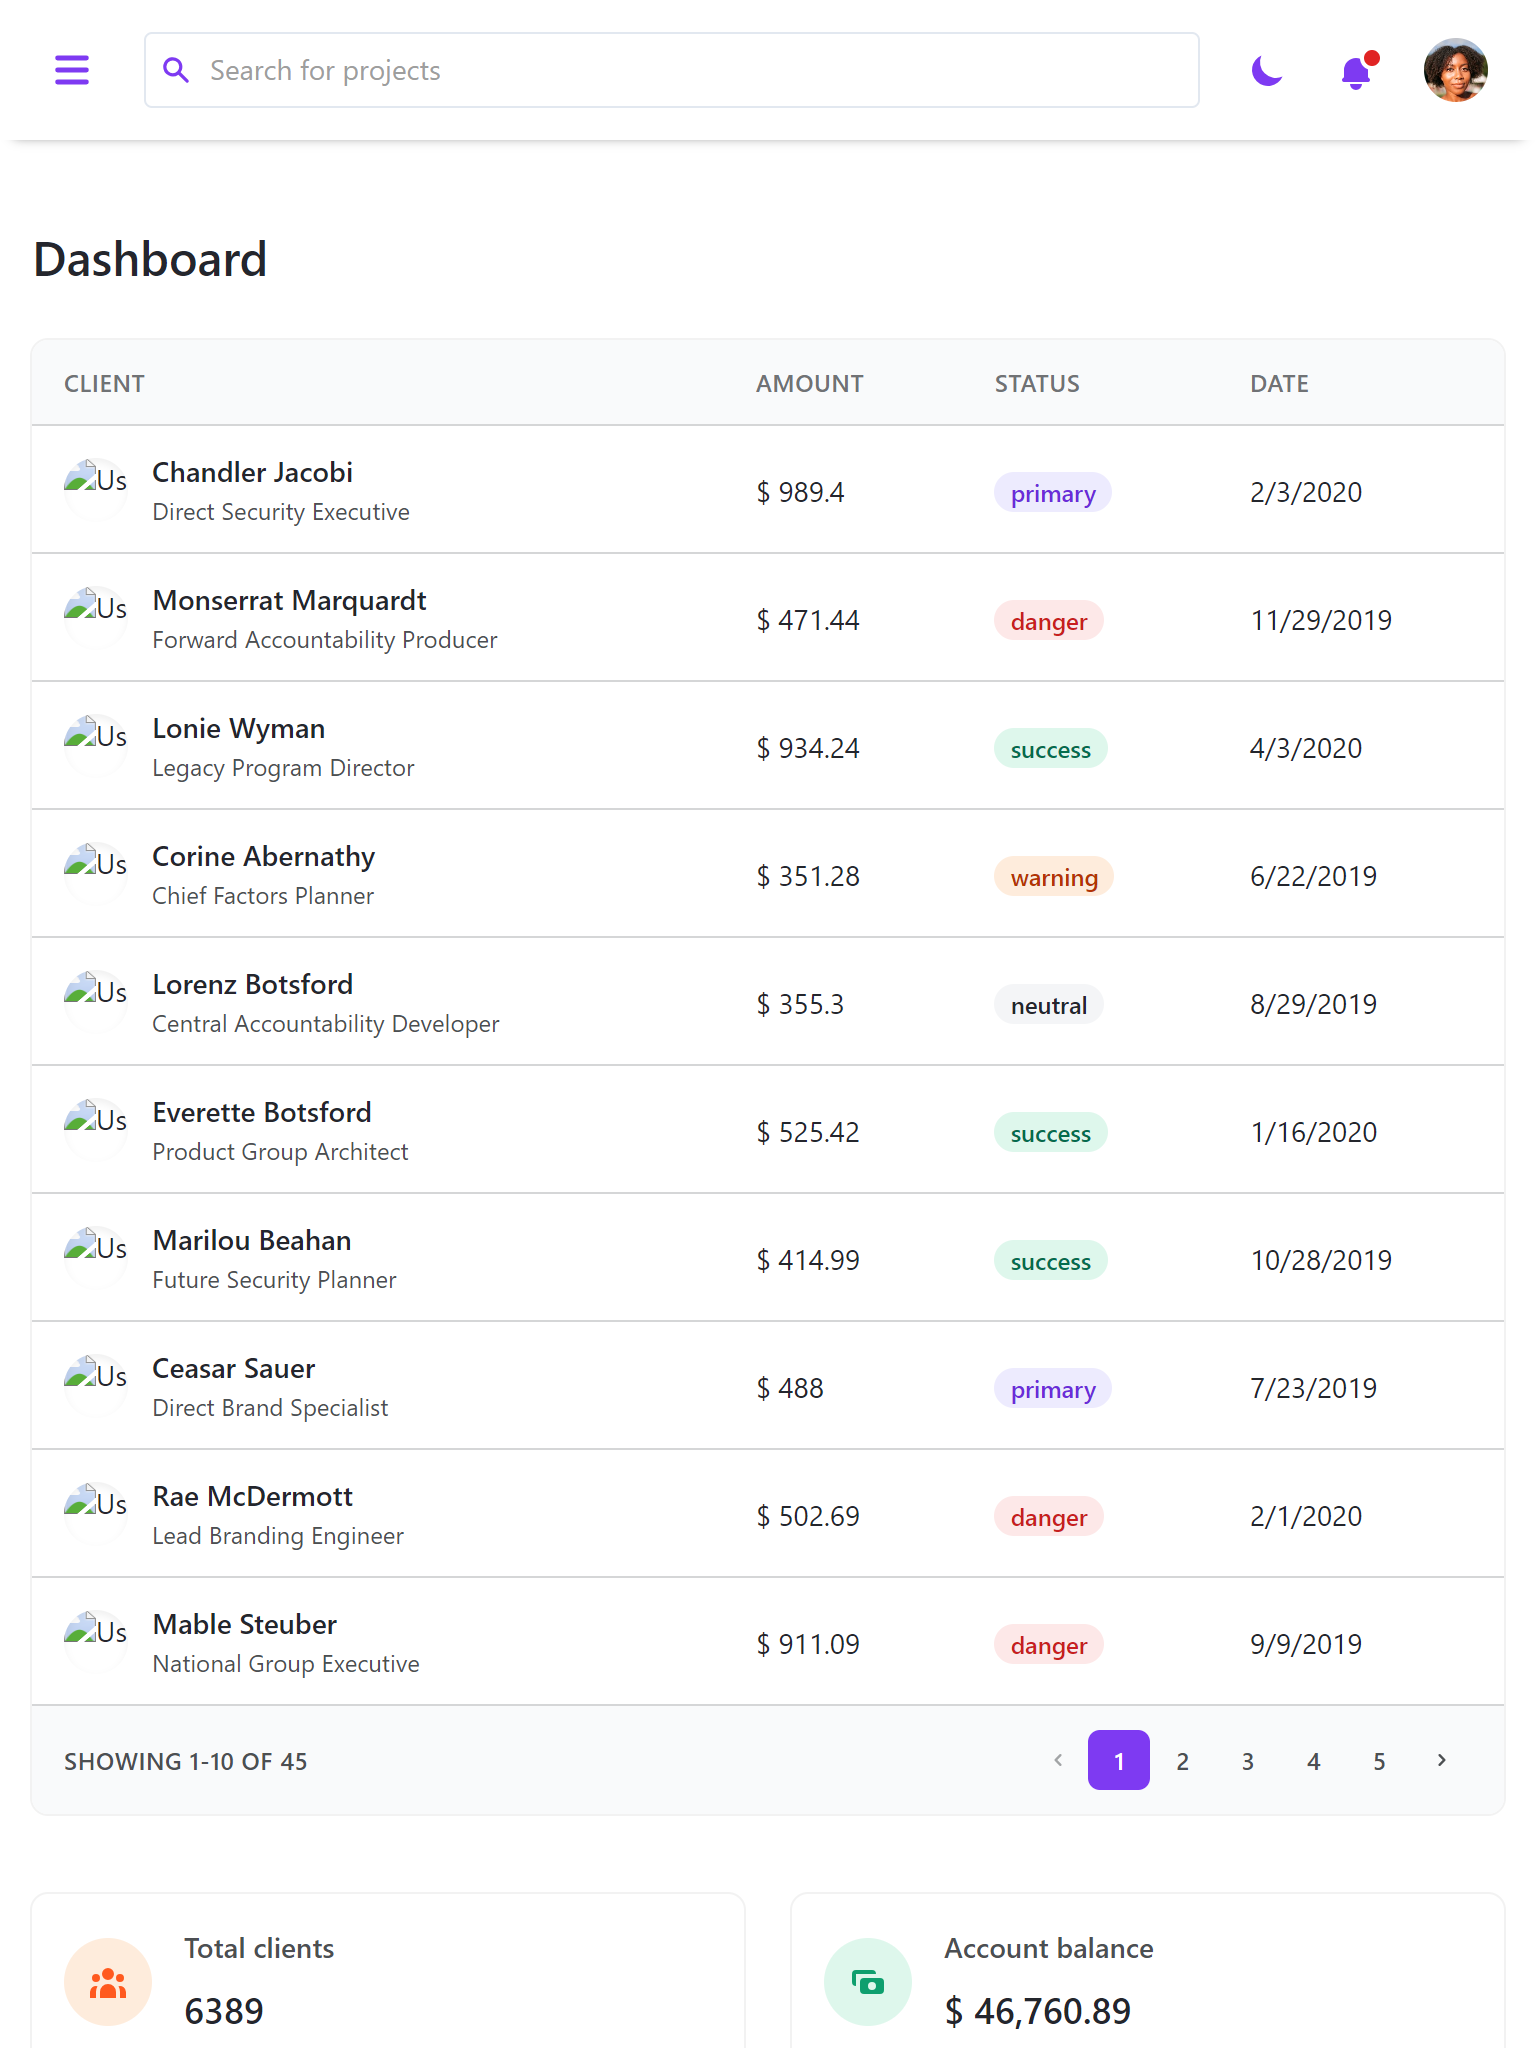 Search for projects
Dashboard
CLIENT AMOUNT STATUS DATE
Us Chandler Jacobi
Direct Security Executive
$ 989.4 primary 2/3/2020
Us Monserrat Marquardt
Forward Accountability Producer
$ 471.44 danger 11/29/2019
Us Lonie Wyman
Legacy Program Director
$ 934.24 success 4/3/2020
Us Corine Abernathy
Chief Factors Planner
$ 351.28 warning 6/22/2019
Us Lorenz Botsford
Central Accountability Developer
$ 355.3 neutral 8/29/2019
Us Everette Botsford
Product Group Architect
$ 525.42 success 1/16/2020
Us Marilou Beahan
Future Security Planner
$ 414.99 success 10/28/2019
Us Ceasar Sauer
Direct Brand Specialist
$ 488 primary 7/23/2019
Us Rae McDermott
Lead Branding Engineer
$ 502.69 danger 2/1/2020
Us Mable Steuber
National Group Executive
$ 911.09 danger 9/9/2019
SHOWING 1-10 OF 45 1 2 3 4 5
Total clients
6389
Account balance
$ 46,760.89